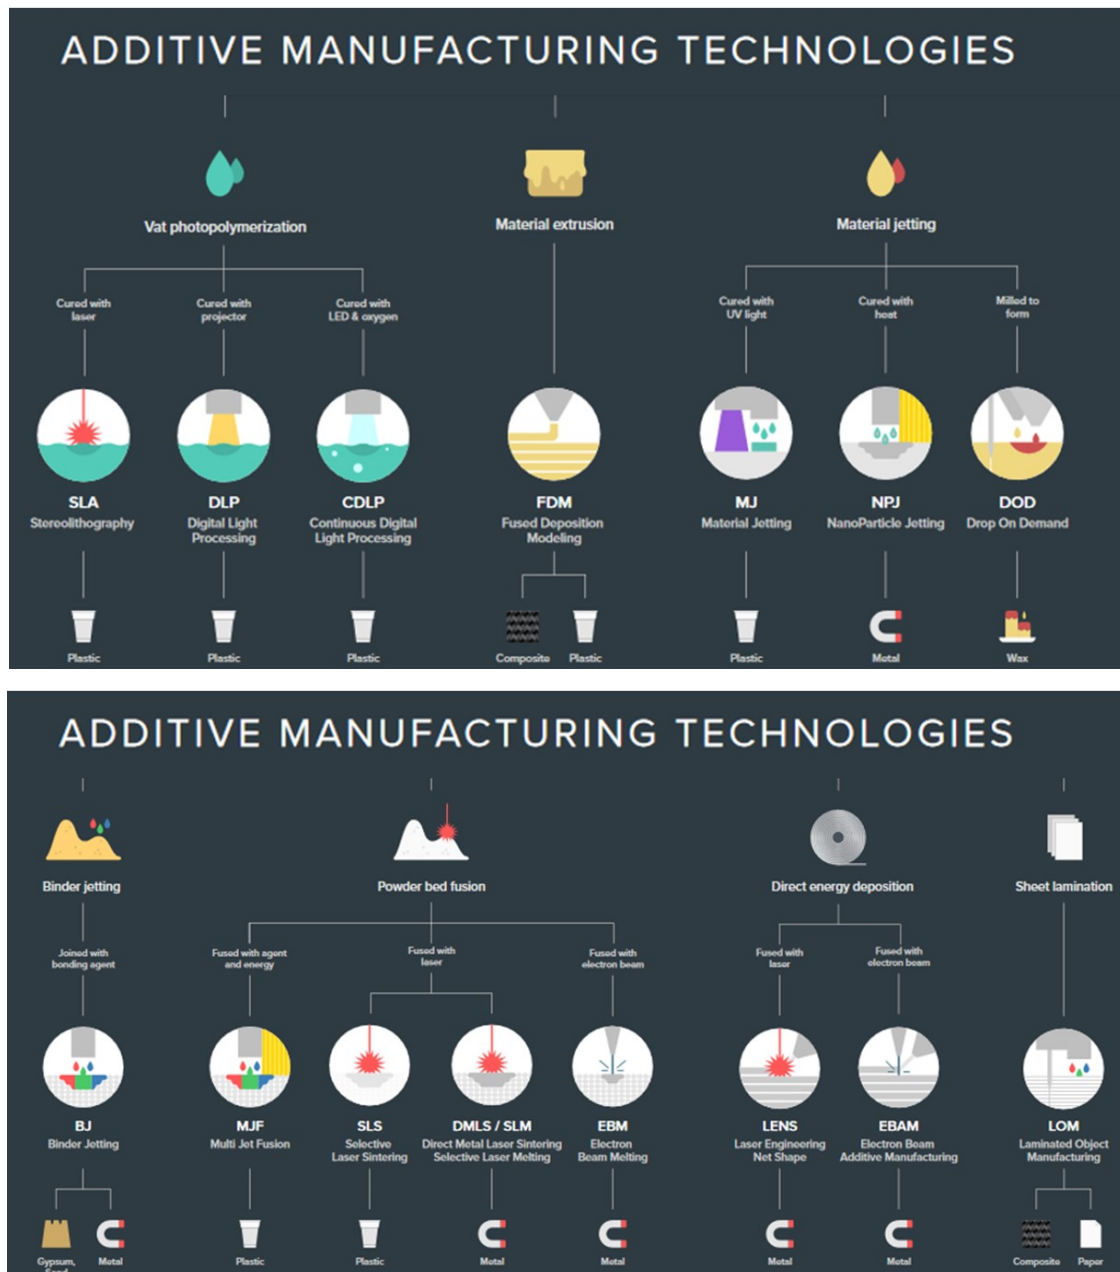 ADDITIVE MANUFACTURING TECHNOLOGIES
Vat photopolymerization
Material extrusion
Material jetting
Cured with
laser
Cured with
projector
Cured with
LED & oxygen
Cured with
UV light
Cured with
heat
Milled to
form
SLA
Stereolithography
DLP
Digital Light
Processing
CDLP
Continuous Digital
Light Processing
FDM
Fused Deposition
Modeling
MJ
Material Jetting
NPJ
NanoParticle Jetting
DOD
Drop On Demand
Plastic
Plastic
Plastic
Composite
Plastic
Plastic
Metal
Wax
ADDITIVE MANUFACTURING TECHNOLOGIES
Binder jetting
Powder bed fusion
Direct energy deposition
Sheet lamination
Joined with
bonding agent
Fused with agent
and energy
Fused with
laser
Fused with
electron beam
Fused with
laser
Fused with
electron beam
BJ
Binder Jetting
MJF
Multi Jet Fusion
SLS
Selective
Laser Sintering
DMLS / SLM
Direct Metal Laser Sintering
Selective Laser Melting
EBM
Electron
Beam Melting
LENS
Laser Engineering
Net Shape
EBAM
Electron Beam
Additive Manufacturing
LOM
Laminated Object
Manufacturing
Gypsum,
Metal
Plastic
Plastic
Metal
Metal
Metal
Metal
Composite
Paper